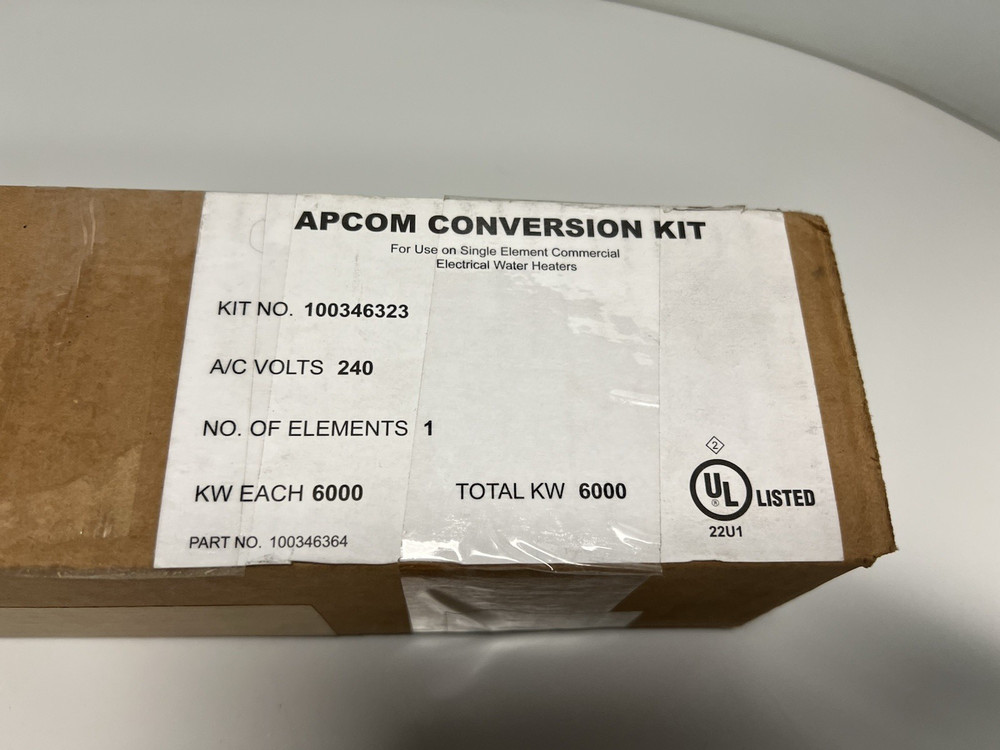 APCOM CONVERSION KIT
For Use on Single Element Commercial
Electrical Water Heaters
KIT NO. 100346323
A/C VOLTS 240
NO. OF ELEMENTS 1
KW EACH 6000 TOTAL KW 6000
PART NO. 100346364
2
UL ® LISTED
22U1